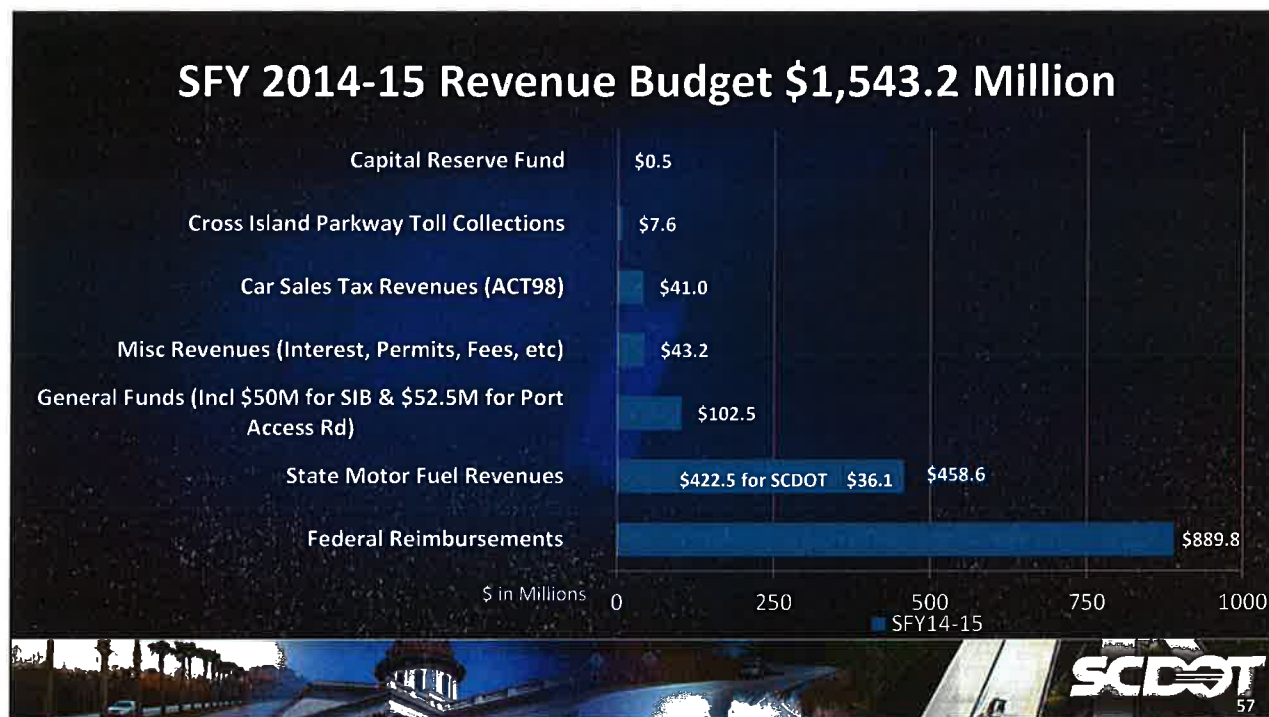 SFY 2014-15 Revenue Budget $1,543.2 Million
Capital Reserve Fund $0.5
Cross Island Parkway Toll Collections $7.6
Car Sales Tax Revenues (ACT98) $41.0
Misc Revenues (Interest, Permits, Fees, etc) $43.2
General Funds (Incl $50M for SIB & $52.5M for Port
Access Rd) $102.5
State Motor Fuel Revenues $422.5 for SCDOT $36.1 $458.6
Federal Reimbursements $889.8
$ in Millions 0 250 500 750 1000
SFY14-15
SCDOT
57